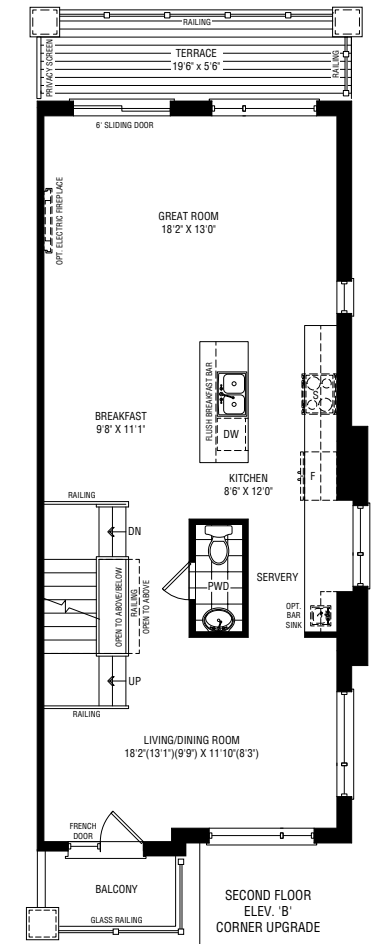 RAILING
TERRACE
19'6" x 5'6"
PRIVACY SCREEN
RAILING
6' SLIDING DOOR
OPT. ELECTRIC FIREPLACE
GREAT ROOM
18'2" X 13'0"
FLUSH BREAKFAST BAR
DW
S
BREAKFAST
9'8" X 11'1"
KITCHEN
8'6" X 12'0"
F
RAILING
DN
OPEN TO ABOVE/BELOW
RAILING
OPEN TO ABOVE
PWD
SERVERY
OPT.
BAR
SINK
UP
RAILING
LIVING/DINING ROOM
18'2"(13'1")(9'9") X 11'10"(8'3")
FRENCH
DOOR
BALCONY
GLASS RAILING
SECOND FLOOR
ELEV. 'B'
CORNER UPGRADE